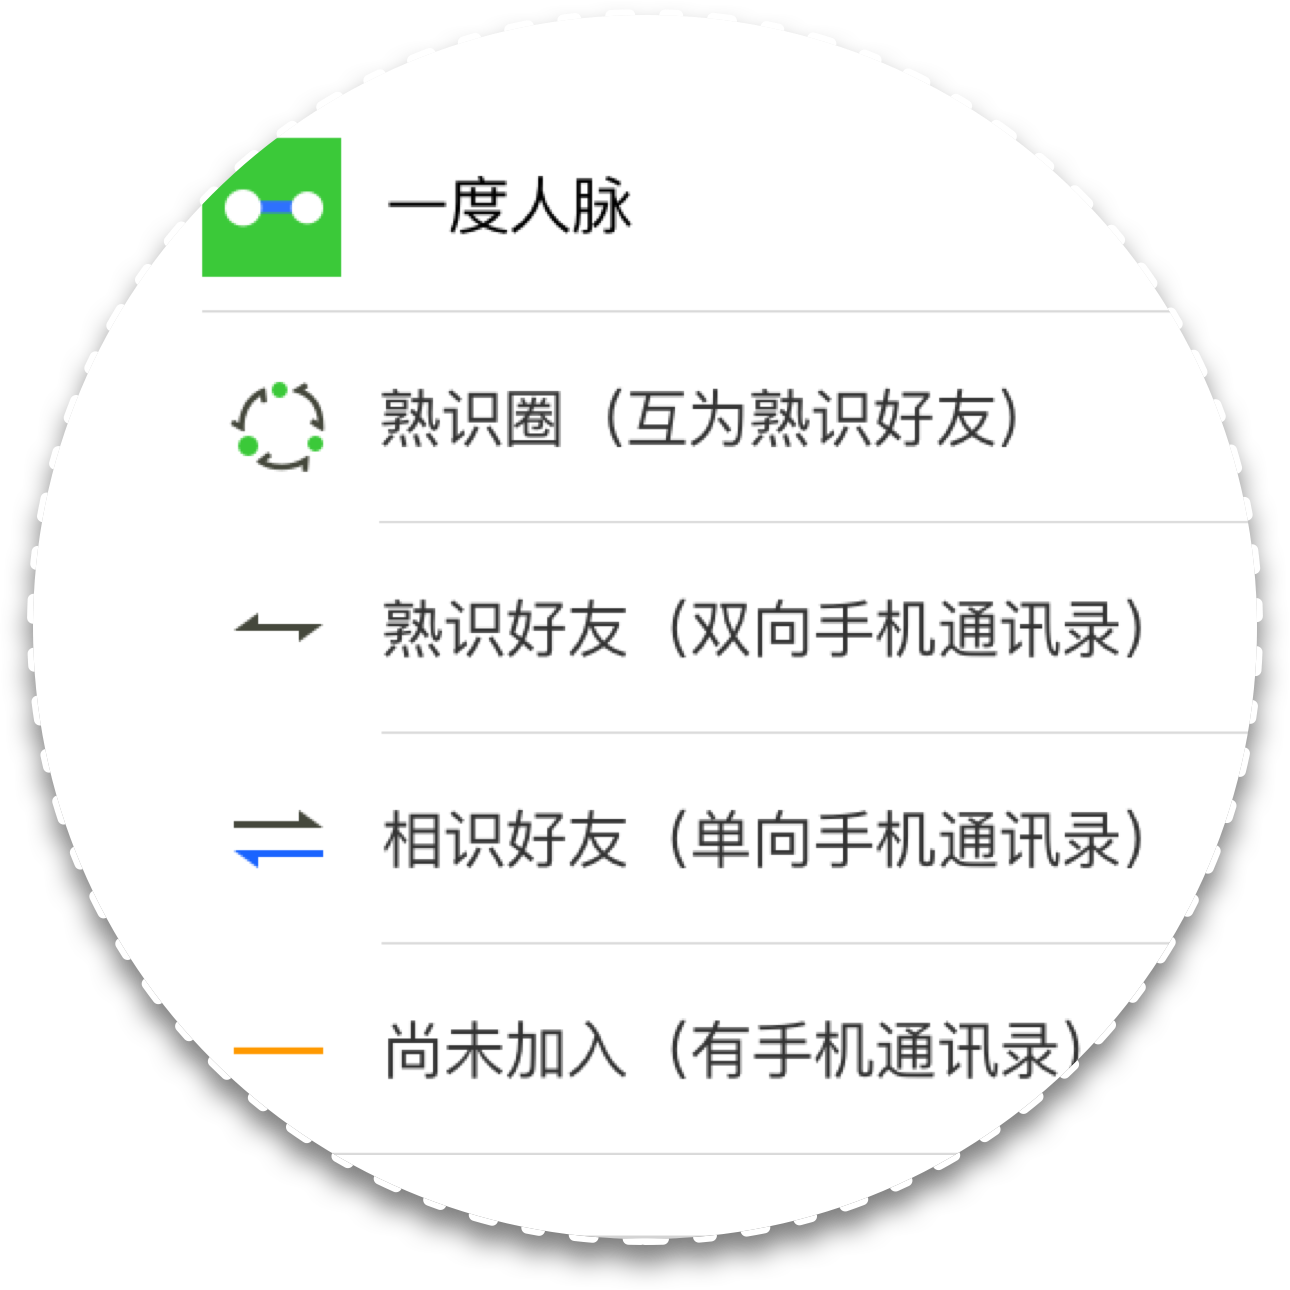 一度人脉
熟识圈（互为熟识好友）
熟识好友（双向手机通讯录）
相识好友（单向手机通讯录）
尚未加入（有手机通讯录）